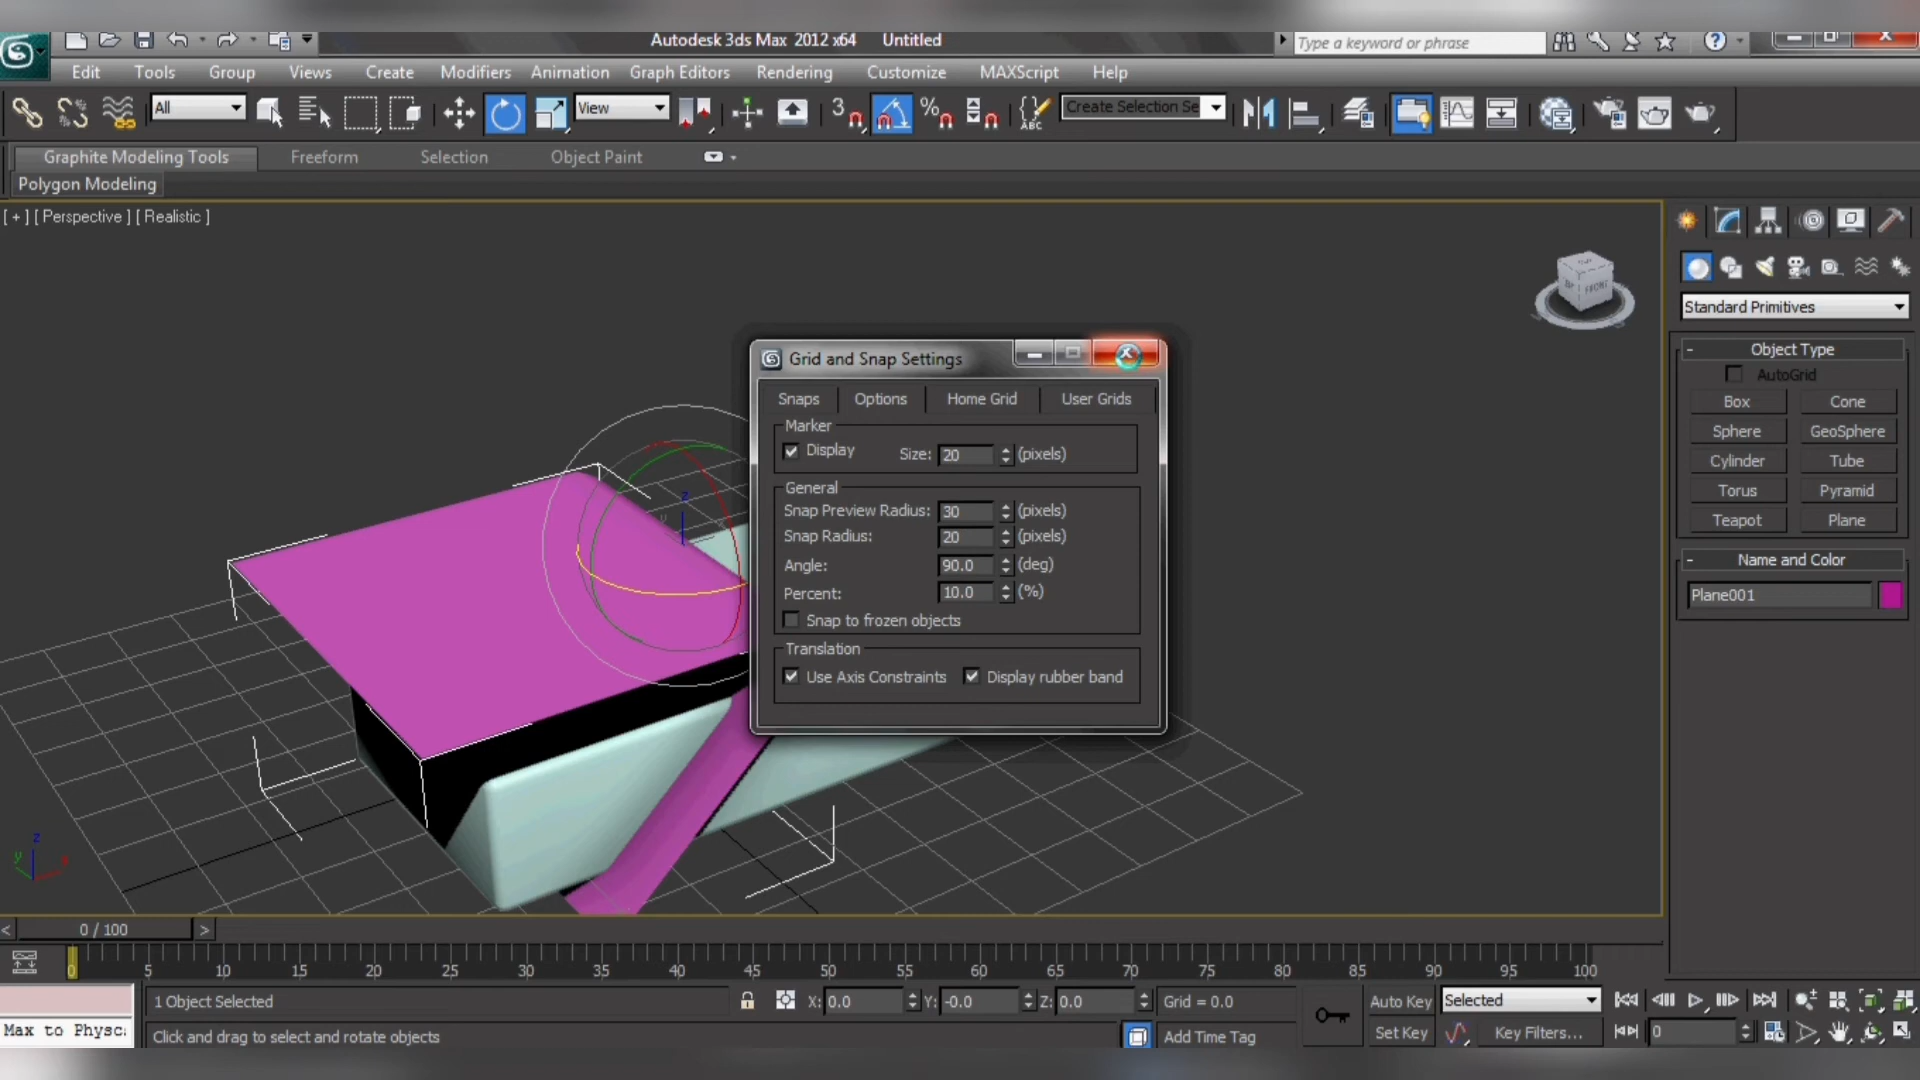 Autodesk 3ds Max 2012 x64 Untitled
Type a keyword or phrase
Edit Tools Group Views Create Modifiers Animation Graph Editors Rendering Customize MAXScript Help
All View 3 % ABC Create Selection Se
Graphite Modeling Tools Freeform Selection Object Paint
Polygon Modeling
[ + ] [ Perspective ] [ Realistic ]
FRONT
Standard Primitives
Object Type
AutoGrid
Box Cone
Sphere GeoSphere
Cylinder Tube
Torus Pyramid
Teapot Plane
Name and Color
Plane001
Grid and Snap Settings
Snaps Options Home Grid User Grids
Marker
Display Size: 20 (pixels)
General
Snap Preview Radius: 30 (pixels)
Snap Radius: 20 (pixels)
Angle: 90.0 (deg)
Percent: 10.0 (%)
Snap to frozen objects
Translation
Use Axis Constraints Display rubber band
z
z
y x
< 0 / 100 >
0 5 10 15 20 25 30 35 40 45 50 55 60 65 70 75 80 85 90 95 100
1 Object Selected X: 0.0 Y: -0.0 Z: 0.0 Grid = 0.0 Auto Key Selected
Max to Physc: Click and drag to select and rotate objects Add Time Tag Set Key Key Filters... 0